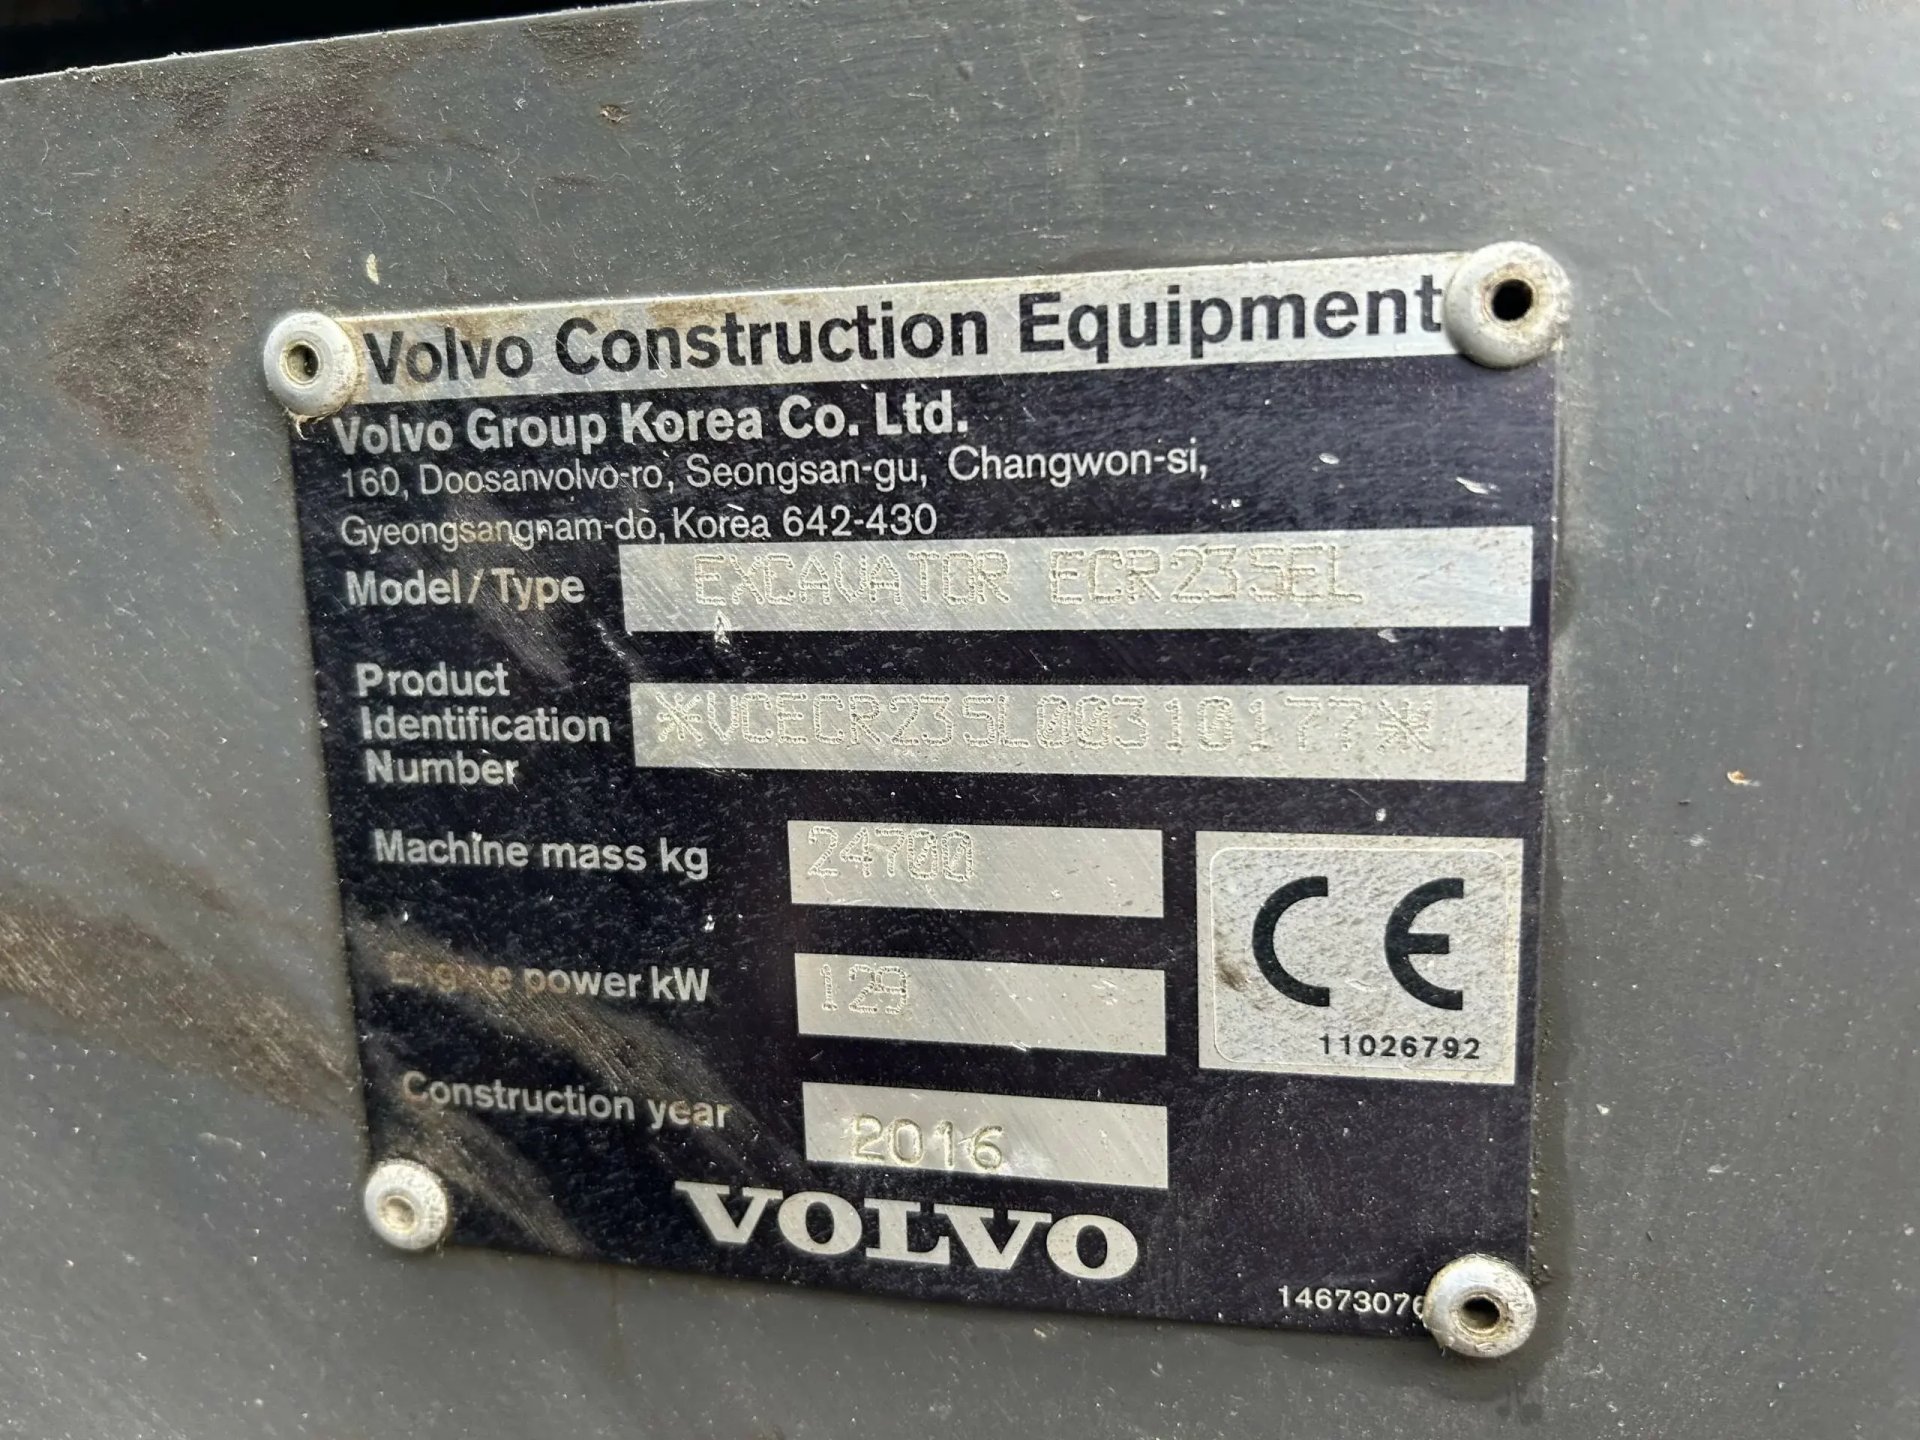 Volvo Construction Equipment
Volvo Group Korea Co. Ltd.
160, Doosanvolvo-ro, Seongsan-gu, Changwon-si,
Gyeongsangnam-do, Korea 642-430
Model/Type EXCAVATOR ECR235EL
Product
Identification
Number
*VCECR235L00310177*
Machine mass kg 24700
Engine power kW 129
CE
11026792
Construction year 2016
VOLVO
1467307